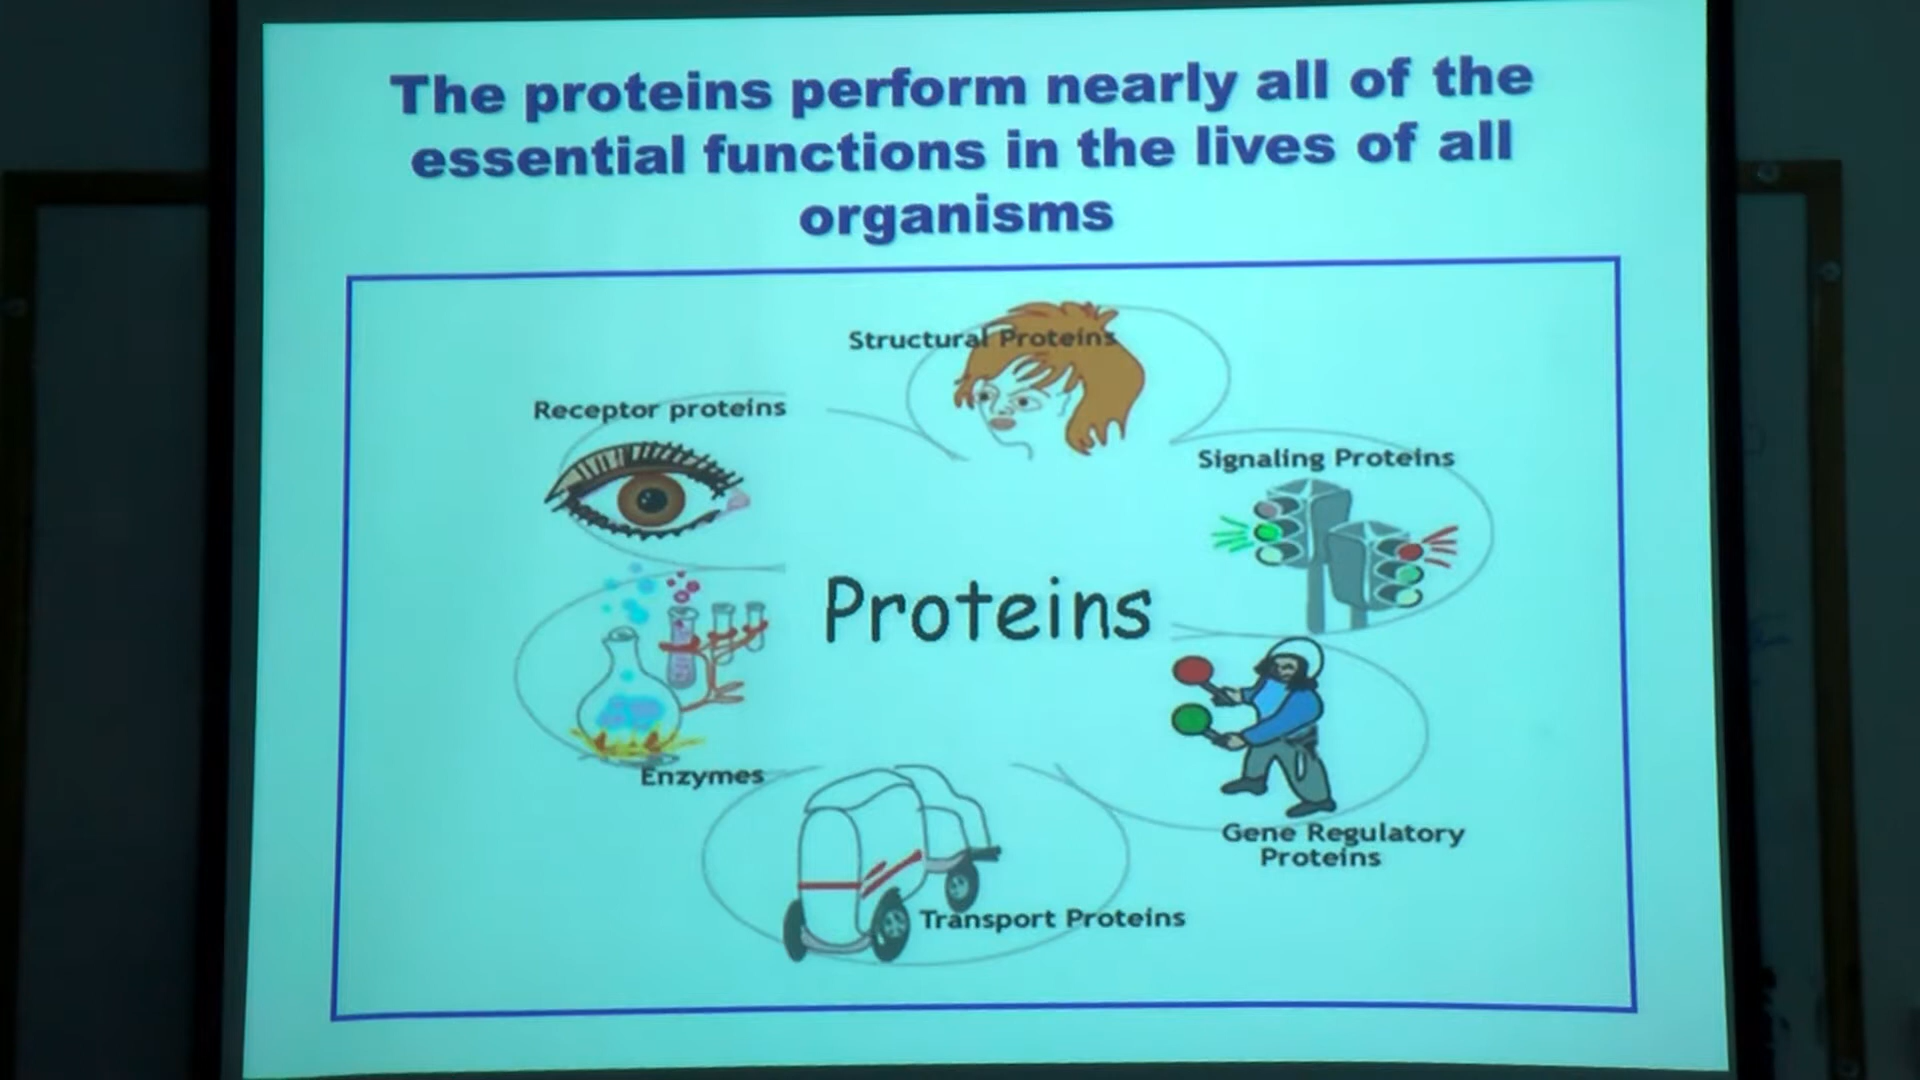 The proteins perform nearly all of the
essential functions in the lives of all
organisms
Structural Proteins
Receptor proteins
Signaling Proteins
Proteins
Enzymes
Gene Regulatory
Proteins
Transport Proteins